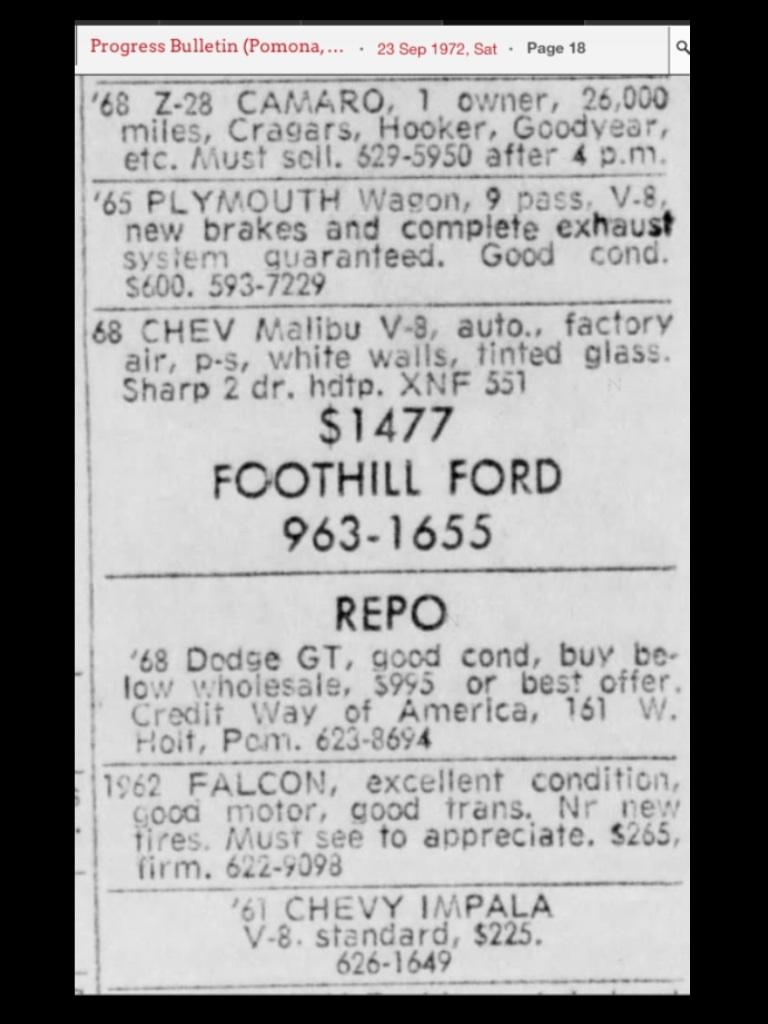 Progress Bulletin (Pomona,... · 23 Sep 1972, Sat · Page 18
'68 Z-28 CAMARO, 1 owner, 26,000
miles, Cragars, Hooker, Goodyear,
etc. Must sell. 629-5950 after 4 p.m.
'65 PLYMOUTH Wagon, 9 pass, V-8,
new brakes and complete exhaust
system guaranteed. Good cond.
$600. 593-7229
68 CHEV Malibu V-8, auto., factory
air, p-s, white walls, tinted glass.
Sharp 2 dr. hdtp. XNF 551
$1477
FOOTHILL FORD
963-1655
REPO
'68 Dodge GT, good cond, buy be-
low wholesale, $995 or best offer.
Credit Way of America, 161 W.
Holt, Pom. 623-8694
1962 FALCON, excellent condition,
good motor, good trans. Nr new
tires. Must see to appreciate. $265,
firm. 622-9098
'61 CHEVY IMPALA
V-8. standard, $225.
626-1649